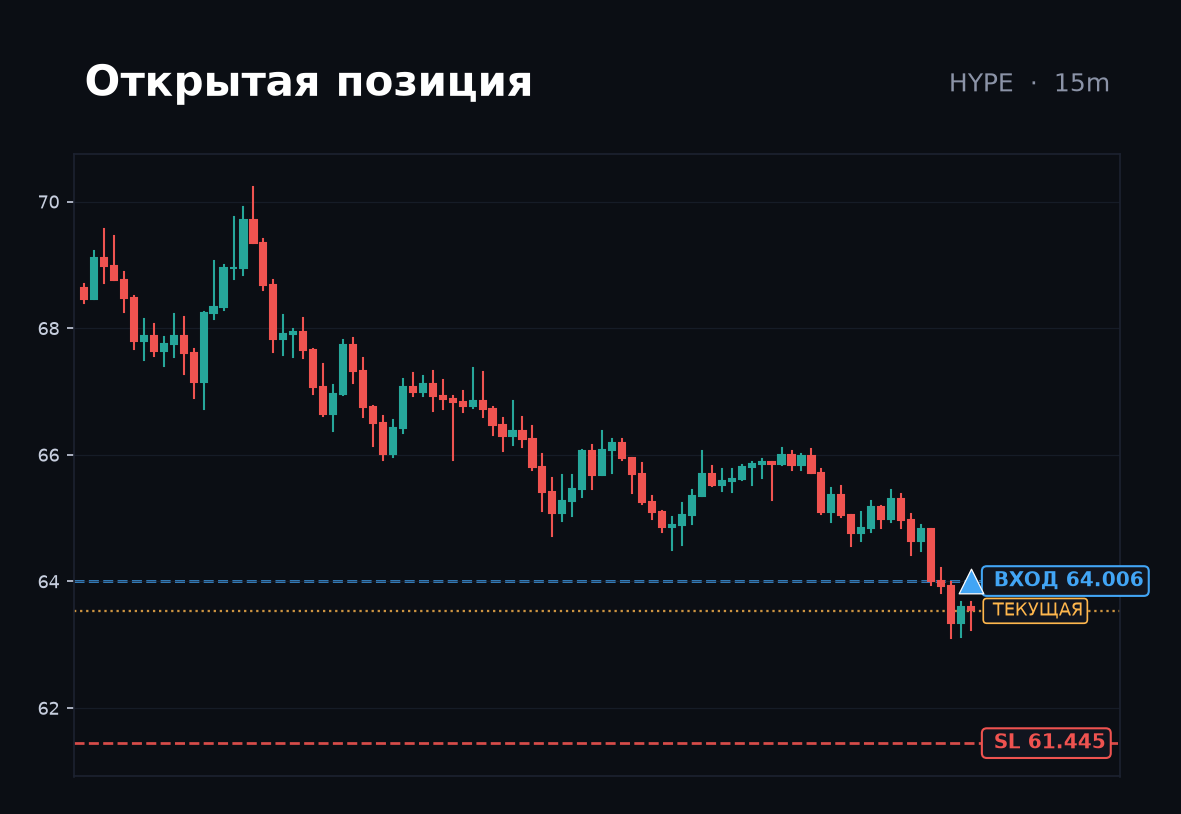 Открытая позиция
HYPE · 15m
70
68
66
64
62
ВХОД 64.006
ТЕКУЩАЯ
SL 61.445